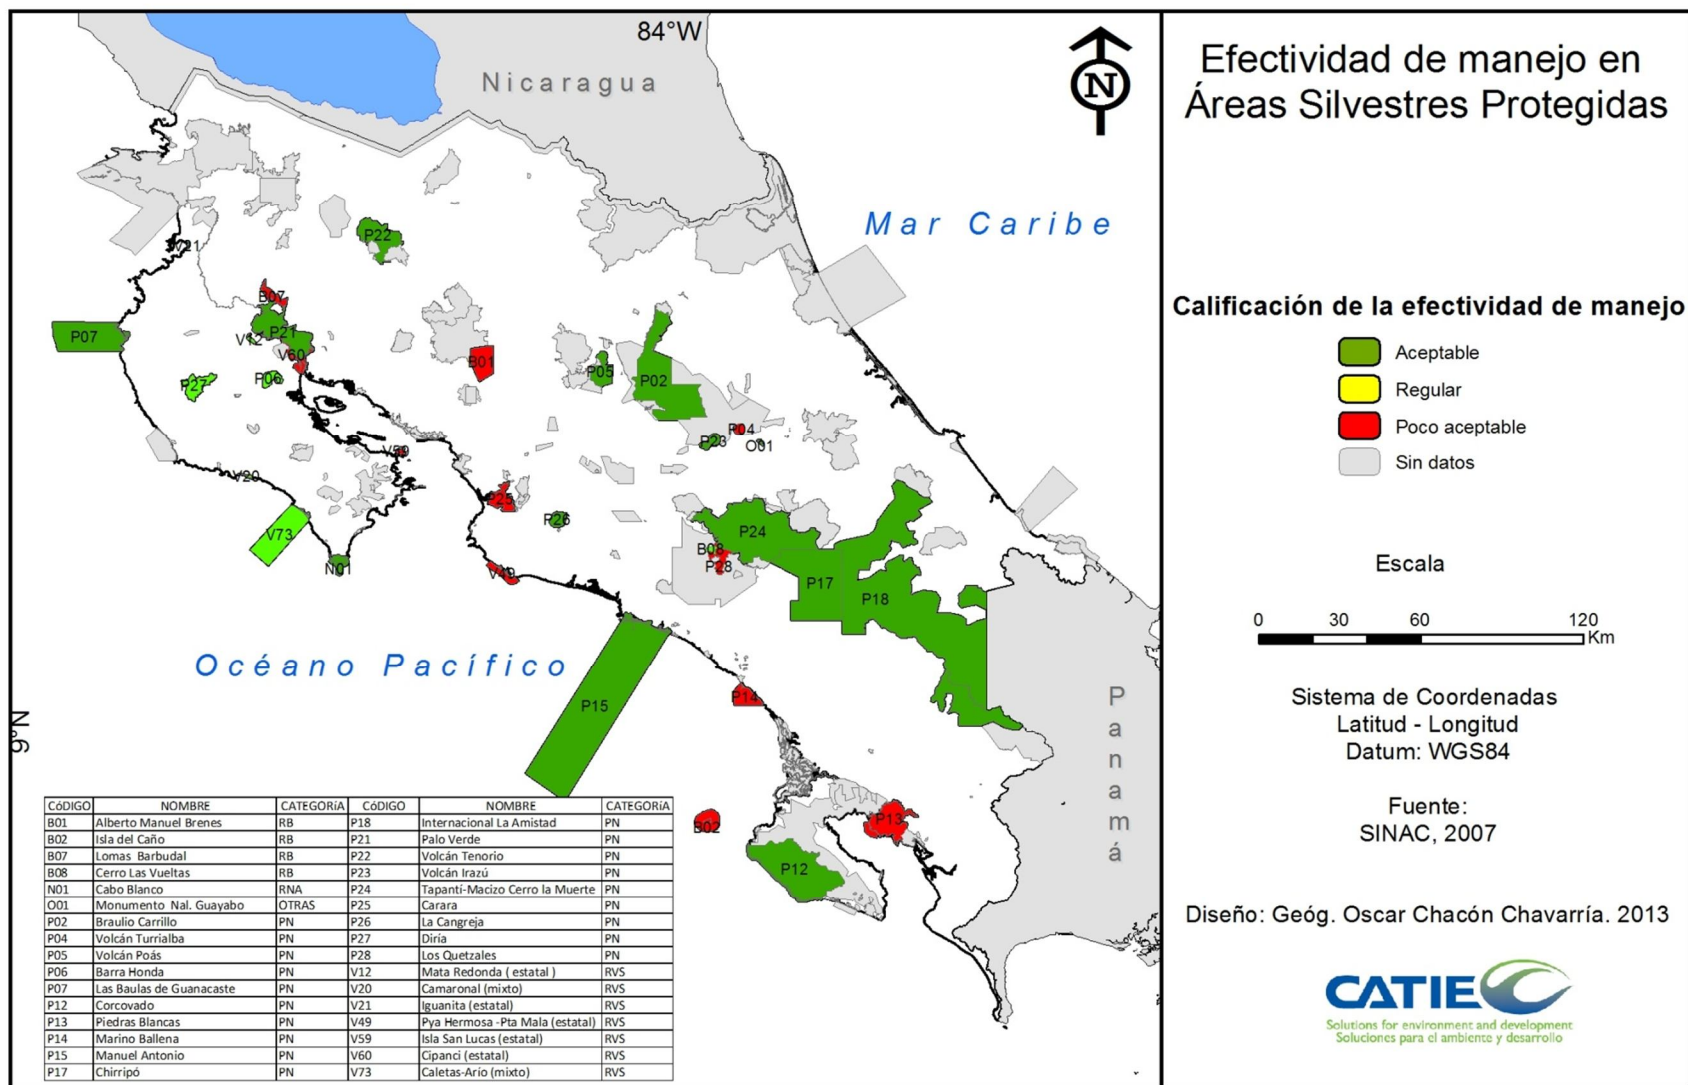 84°W
Nicaragua
N
Mar Caribe
P22
V21
B07
P07
P21
V12
V60
B01
P27
P06
P05
P02
P04
P23
O01
V59
V20
P25
P26
V73
N01
V49
P24
B08
P28
P17
P18
Océano Pacífico
P15
P14
Panamá
9°N
B02
P13
P12
CóDIGO NOMBRE CATEGORíA CóDIGO NOMBRE CATEGORíA
B01 Alberto Manuel Brenes RB P18 Internacional La Amistad PN
B02 Isla del Caño RB P21 Palo Verde PN
B07 Lomas Barbudal RB P22 Volcán Tenorio PN
B08 Cerro Las Vueltas RB P23 Volcán Irazú PN
N01 Cabo Blanco RNA P24 Tapantí-Macizo Cerro la Muerte PN
O01 Monumento Nal. Guayabo OTRAS P25 Carara PN
P02 Braulio Carrillo PN P26 La Cangreja PN
P04 Volcán Turrialba PN P27 Diría PN
P05 Volcán Poás PN P28 Los Quetzales PN
P06 Barra Honda PN V12 Mata Redonda ( estatal ) RVS
P07 Las Baulas de Guanacaste PN V20 Camaronal (mixto) RVS
P12 Corcovado PN V21 Iguanita (estatal) RVS
P13 Piedras Blancas PN V49 Pya Hermosa -Pta Mala (estatal) RVS
P14 Marino Ballena PN V59 Isla San Lucas (estatal) RVS
P15 Manuel Antonio PN V60 Cipanci (estatal) RVS
P17 Chirripó PN V73 Caletas-Ario (mixto) RVS
Efectividad de manejo en
Áreas Silvestres Protegidas
Calificación de la efectividad de manejo
Aceptable
Regular
Poco aceptable
Sin datos
Escala
0 30 60 120
Km
Sistema de Coordenadas
Latitud - Longitud
Datum: WGS84
Fuente:
SINAC, 2007
Diseño: Geóg. Oscar Chacón Chavarría. 2013
CATIE
Solutions for environment and development
Soluciones para el ambiente y desarrollo